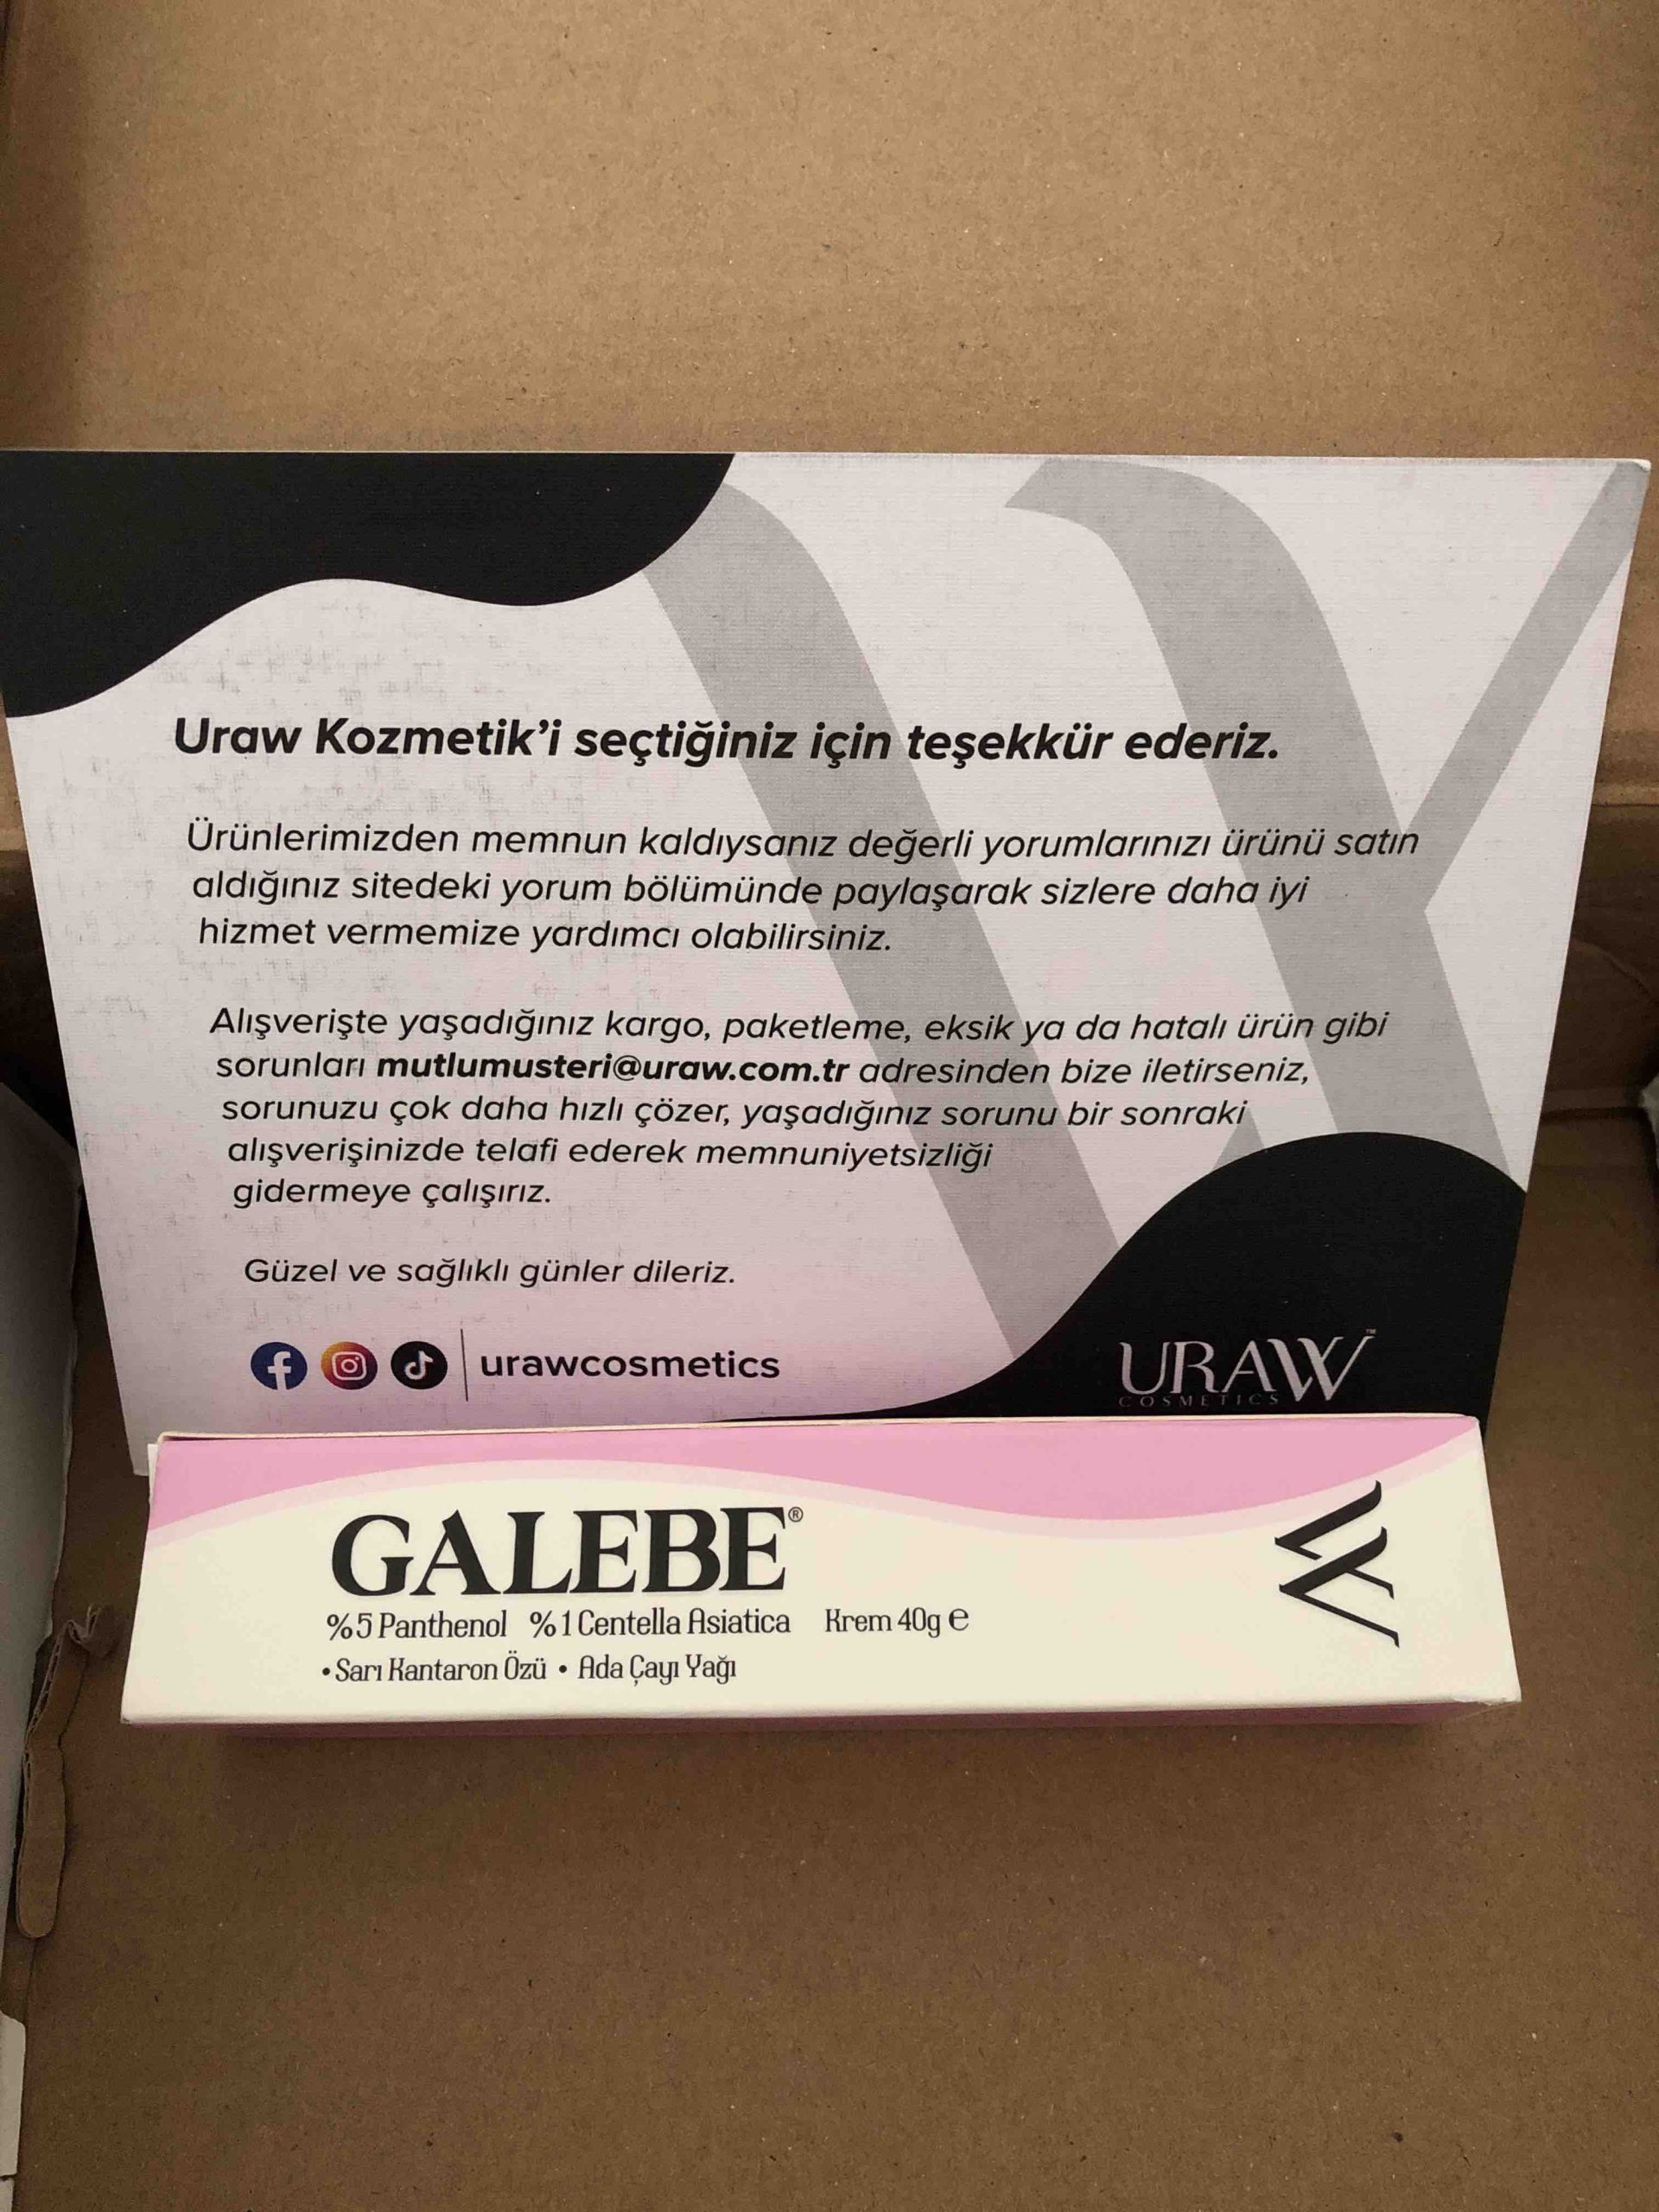 Uraw Kozmetik'i seçtiğiniz için teşekkür ederiz.
Ürünlerimizden memnun kaldıysanız değerli yorumlarınızı ürünü satın
aldığınız sitedeki yorum bölümünde paylaşarak sizlere daha iyi
hizmet vermemize yardımcı olabilirsiniz.
Alışverişte yaşadığınız kargo, paketleme, eksik ya da hatalı ürün gibi
sorunları mutlumusteri@uraw.com.tr adresinden bize iletirseniz,
sorunuzu çok daha hızlı çözer, yaşadığınız sorunu bir sonraki
alışverişinizde telafi ederek memnuniyetsizliği
gidermeye çalışırız.
Güzel ve sağlıklı günler dileriz.
urawcosmetics
URAW™
COSMETICS
GALEBE®
%5 Panthenol %1 Centella Asiatica Krem 40g ℮
• Sarı Kantaron Özü • Ada Çayı Yağı